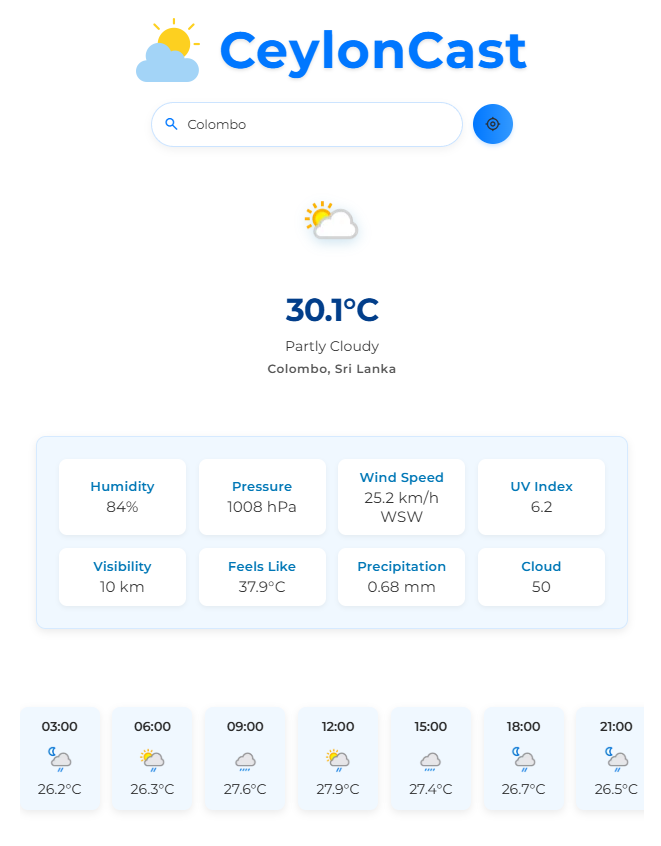 CeylonCast
Colombo
30.1°C
Partly Cloudy
Colombo, Sri Lanka
Humidity
84%
Pressure
1008 hPa
Wind Speed
25.2 km/h
WSW
UV Index
6.2
Visibility
10 km
Feels Like
37.9°C
Precipitation
0.68 mm
Cloud
50
03:00
26.2°C
06:00
26.3°C
09:00
27.6°C
12:00
27.9°C
15:00
27.4°C
18:00
26.7°C
21:00
26.5°C